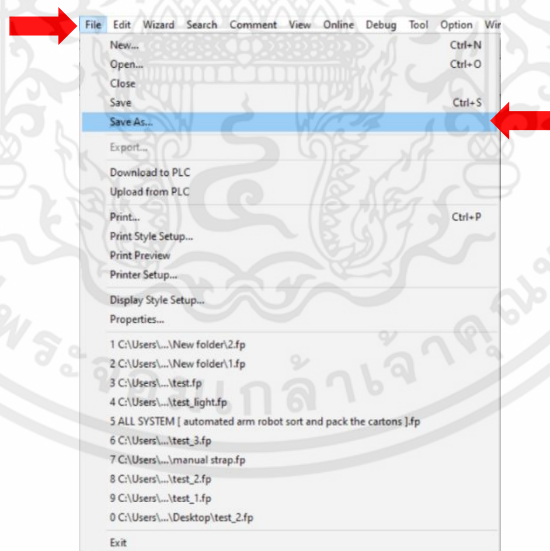 File Edit Wizard Search Comment View Online Debug Tool Option Wir
New... Ctrl+N
Open... Ctrl+O
Close
Save Ctrl+S
Save As...
Export...
Download to PLC
Upload from PLC
Print... Ctrl+P
Print Style Setup...
Print Preview
Printer Setup...
Display Style Setup...
Properties...
1 C:\Users\...\New folder\2.fp
2 C:\Users\...\New folder\1.fp
3 C:\Users\...\test.fp
4 C:\Users\...\test_light.fp
5 ALL SYSTEM [ automated arm robot sort and pack the cartons ].fp
6 C:\Users\...\test_3.fp
7 C:\Users\...\manual strap.fp
8 C:\Users\...\test_2.fp
9 C:\Users\...\test_1.fp
0 C:\Users\...\Desktop\test_2.fp
Exit